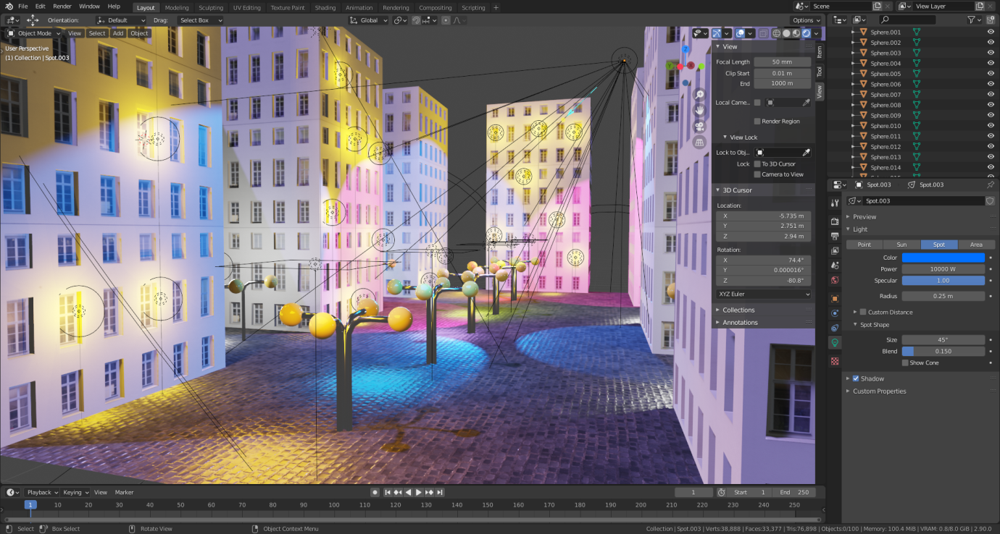 File Edit Render Window Help Layout Modeling Sculpting UV Editing Texture Paint Shading Animation Rendering Compositing Scripting + Scene View Layer
Orientation: Default Drag: Select Box Global Options
Object Mode View Select Add Object
User Perspective
(1) Collection | Spot.003
View
Focal Length 50 mm
Clip Start 0.01 m
End 1000 m
Local Came...
Render Region
View Lock
Lock to Obj...
Lock To 3D Cursor
Camera to View
3D Cursor
Location:
X -5.735 m
Y 2.751 m
Z 2.94 m
Rotation:
X 74.4°
Y 0.000016°
Z -80.8°
XYZ Euler
Collections
Annotations
Item
Tool
View
Z
Y
X
Sphere.001
Sphere.002
Sphere.003
Sphere.004
Sphere.005
Sphere.006
Sphere.007
Sphere.008
Sphere.009
Sphere.010
Sphere.011
Sphere.012
Sphere.013
Sphere.014
Spot.003 Spot.003
Spot.003
Preview
Light
Point Sun Spot Area
Color
Power 10000 W
Specular 1.00
Radius 0.25 m
Custom Distance
Spot Shape
Size 45°
Blend 0.150
Show Cone
Shadow
Custom Properties
Playback Keying View Marker 1 Start 1 End 250
1 10 20 30 40 50 60 70 80 90 100 110 120 130 140 150 160 170 180 190 200 210 220 230 240 250
Select Box Select Rotate View Object Context Menu Collection | Spot.003 | Verts:38,888 | Faces:33,377 | Tris:76,898 | Objects:0/100 | Memory: 100.4 MiB | VRAM: 0.8/8.0 GiB | 2.90.0